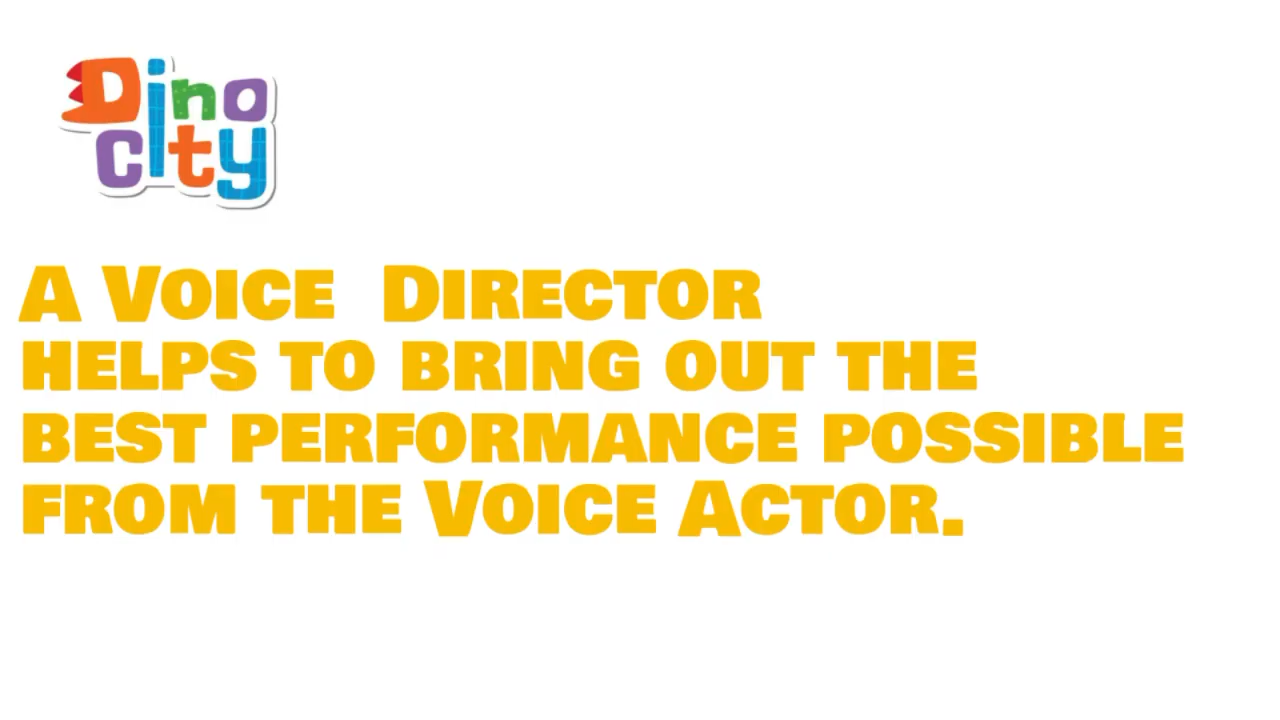 Dino
city
A Voice  Director
helps to bring out the
best performance possible
from the Voice Actor.